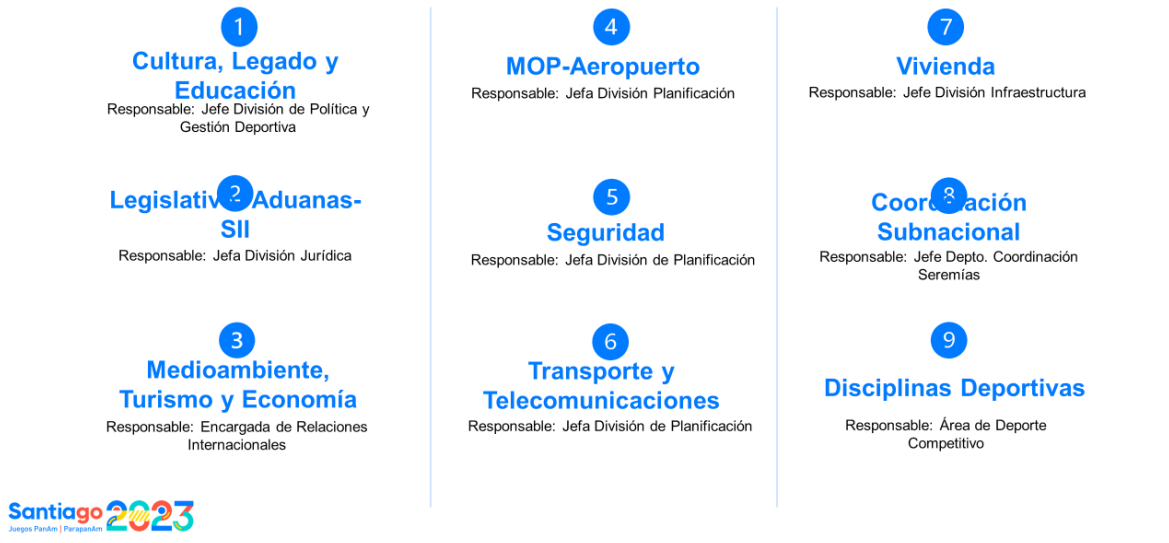 1
Cultura, Legado y
Educación
Responsable: Jefe División de Política y
Gestión Deportiva
2
Legislativo-Aduanas-
SII
Responsable: Jefa División Jurídica
3
Medioambiente,
Turismo y Economía
Responsable: Encargada de Relaciones
Internacionales
4
MOP-Aeropuerto
Responsable: Jefa División Planificación
5
Seguridad
Responsable: Jefa División de Planificación
6
Transporte y
Telecomunicaciones
Responsable: Jefa División de Planificación
7
Vivienda
Responsable: Jefe División Infraestructura
8
Coordinación
Subnacional
Responsable: Jefe Depto. Coordinación
Seremías
9
Disciplinas Deportivas
Responsable: Área de Deporte
Competitivo
Santiago 2023
Juegos PanAm | ParapanAm